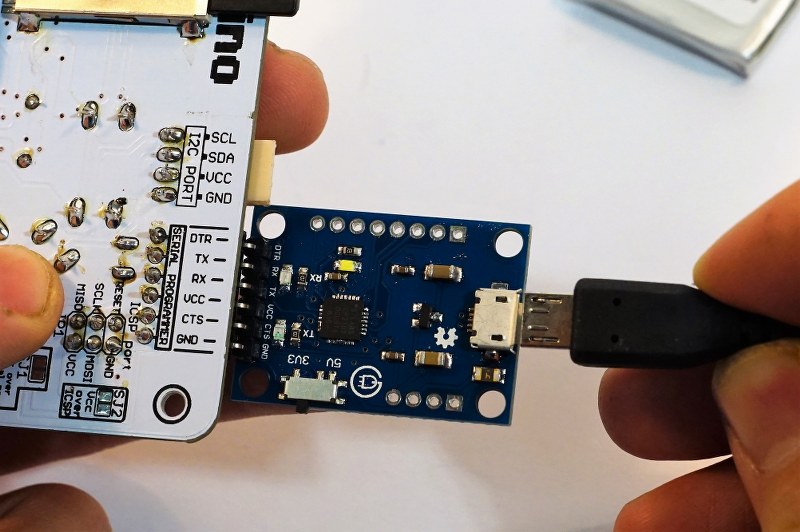 ino
SCL
SDA
VCC
GND
I2C PORT
DTR
TX
RX
VCC
CTS
GND
SERIAL PROGRAMMER
MISO
SCLK
RESET
ICSP Port
VCC
MOSI
GND
SJ1
SJ2
Vcc
over
ICSP
DTR
RX
TX
VCC
CTS
GND
RX
TX
3V3
5V